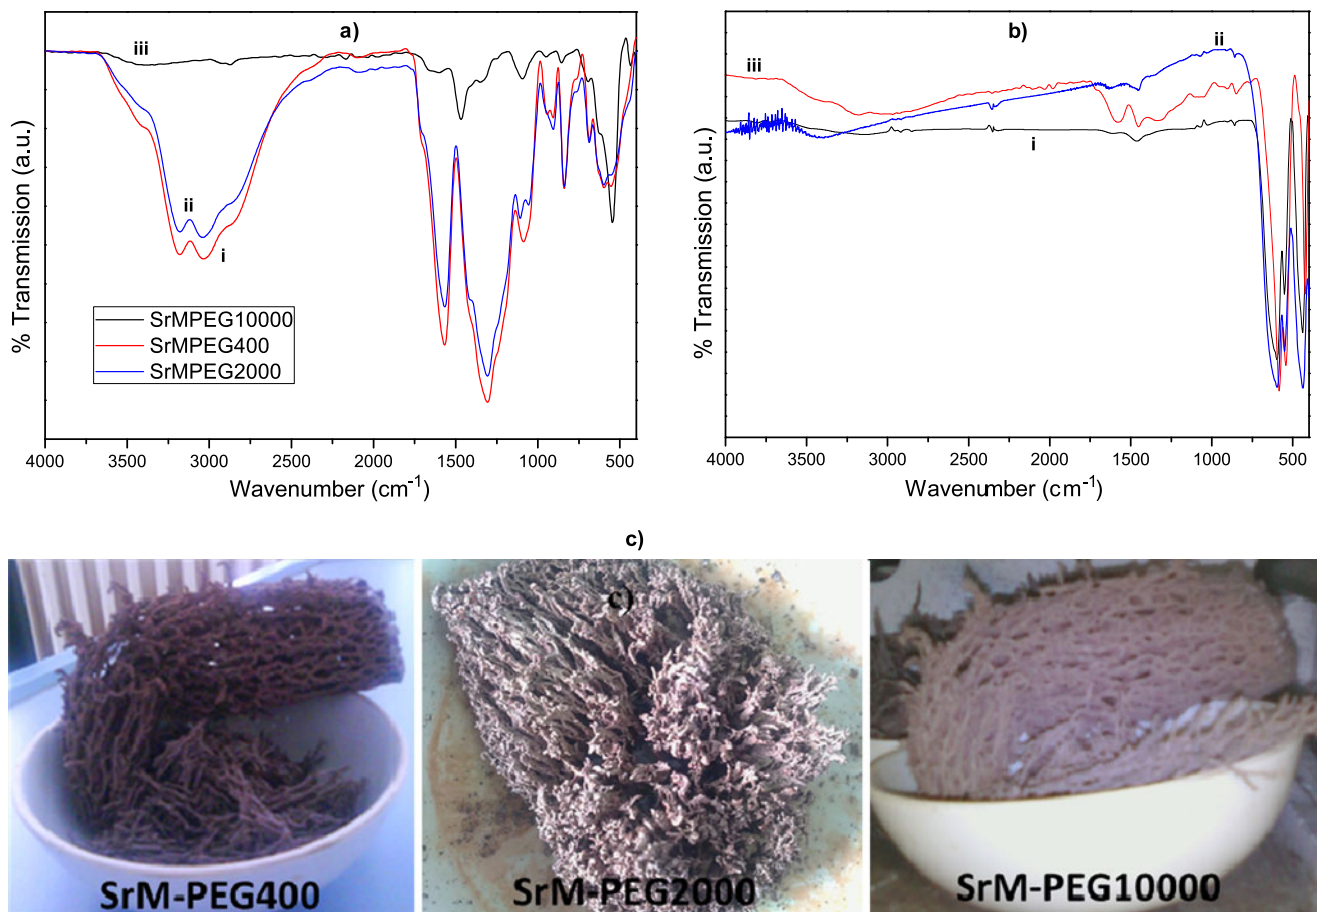 a)
iii
ii
i
SrMPEG10000
SrMPEG400
SrMPEG2000
% Transmission (a.u.)
4000 3500 3000 2500 2000 1500 1000 500
Wavenumber (cm⁻¹)
b)
ii
iii
i
% Transmission (a.u.)
4000 3500 3000 2500 2000 1500 1000 500
Wavenumber (cm⁻¹)
c)
c)
SrM-PEG400
SrM-PEG2000
SrM-PEG10000